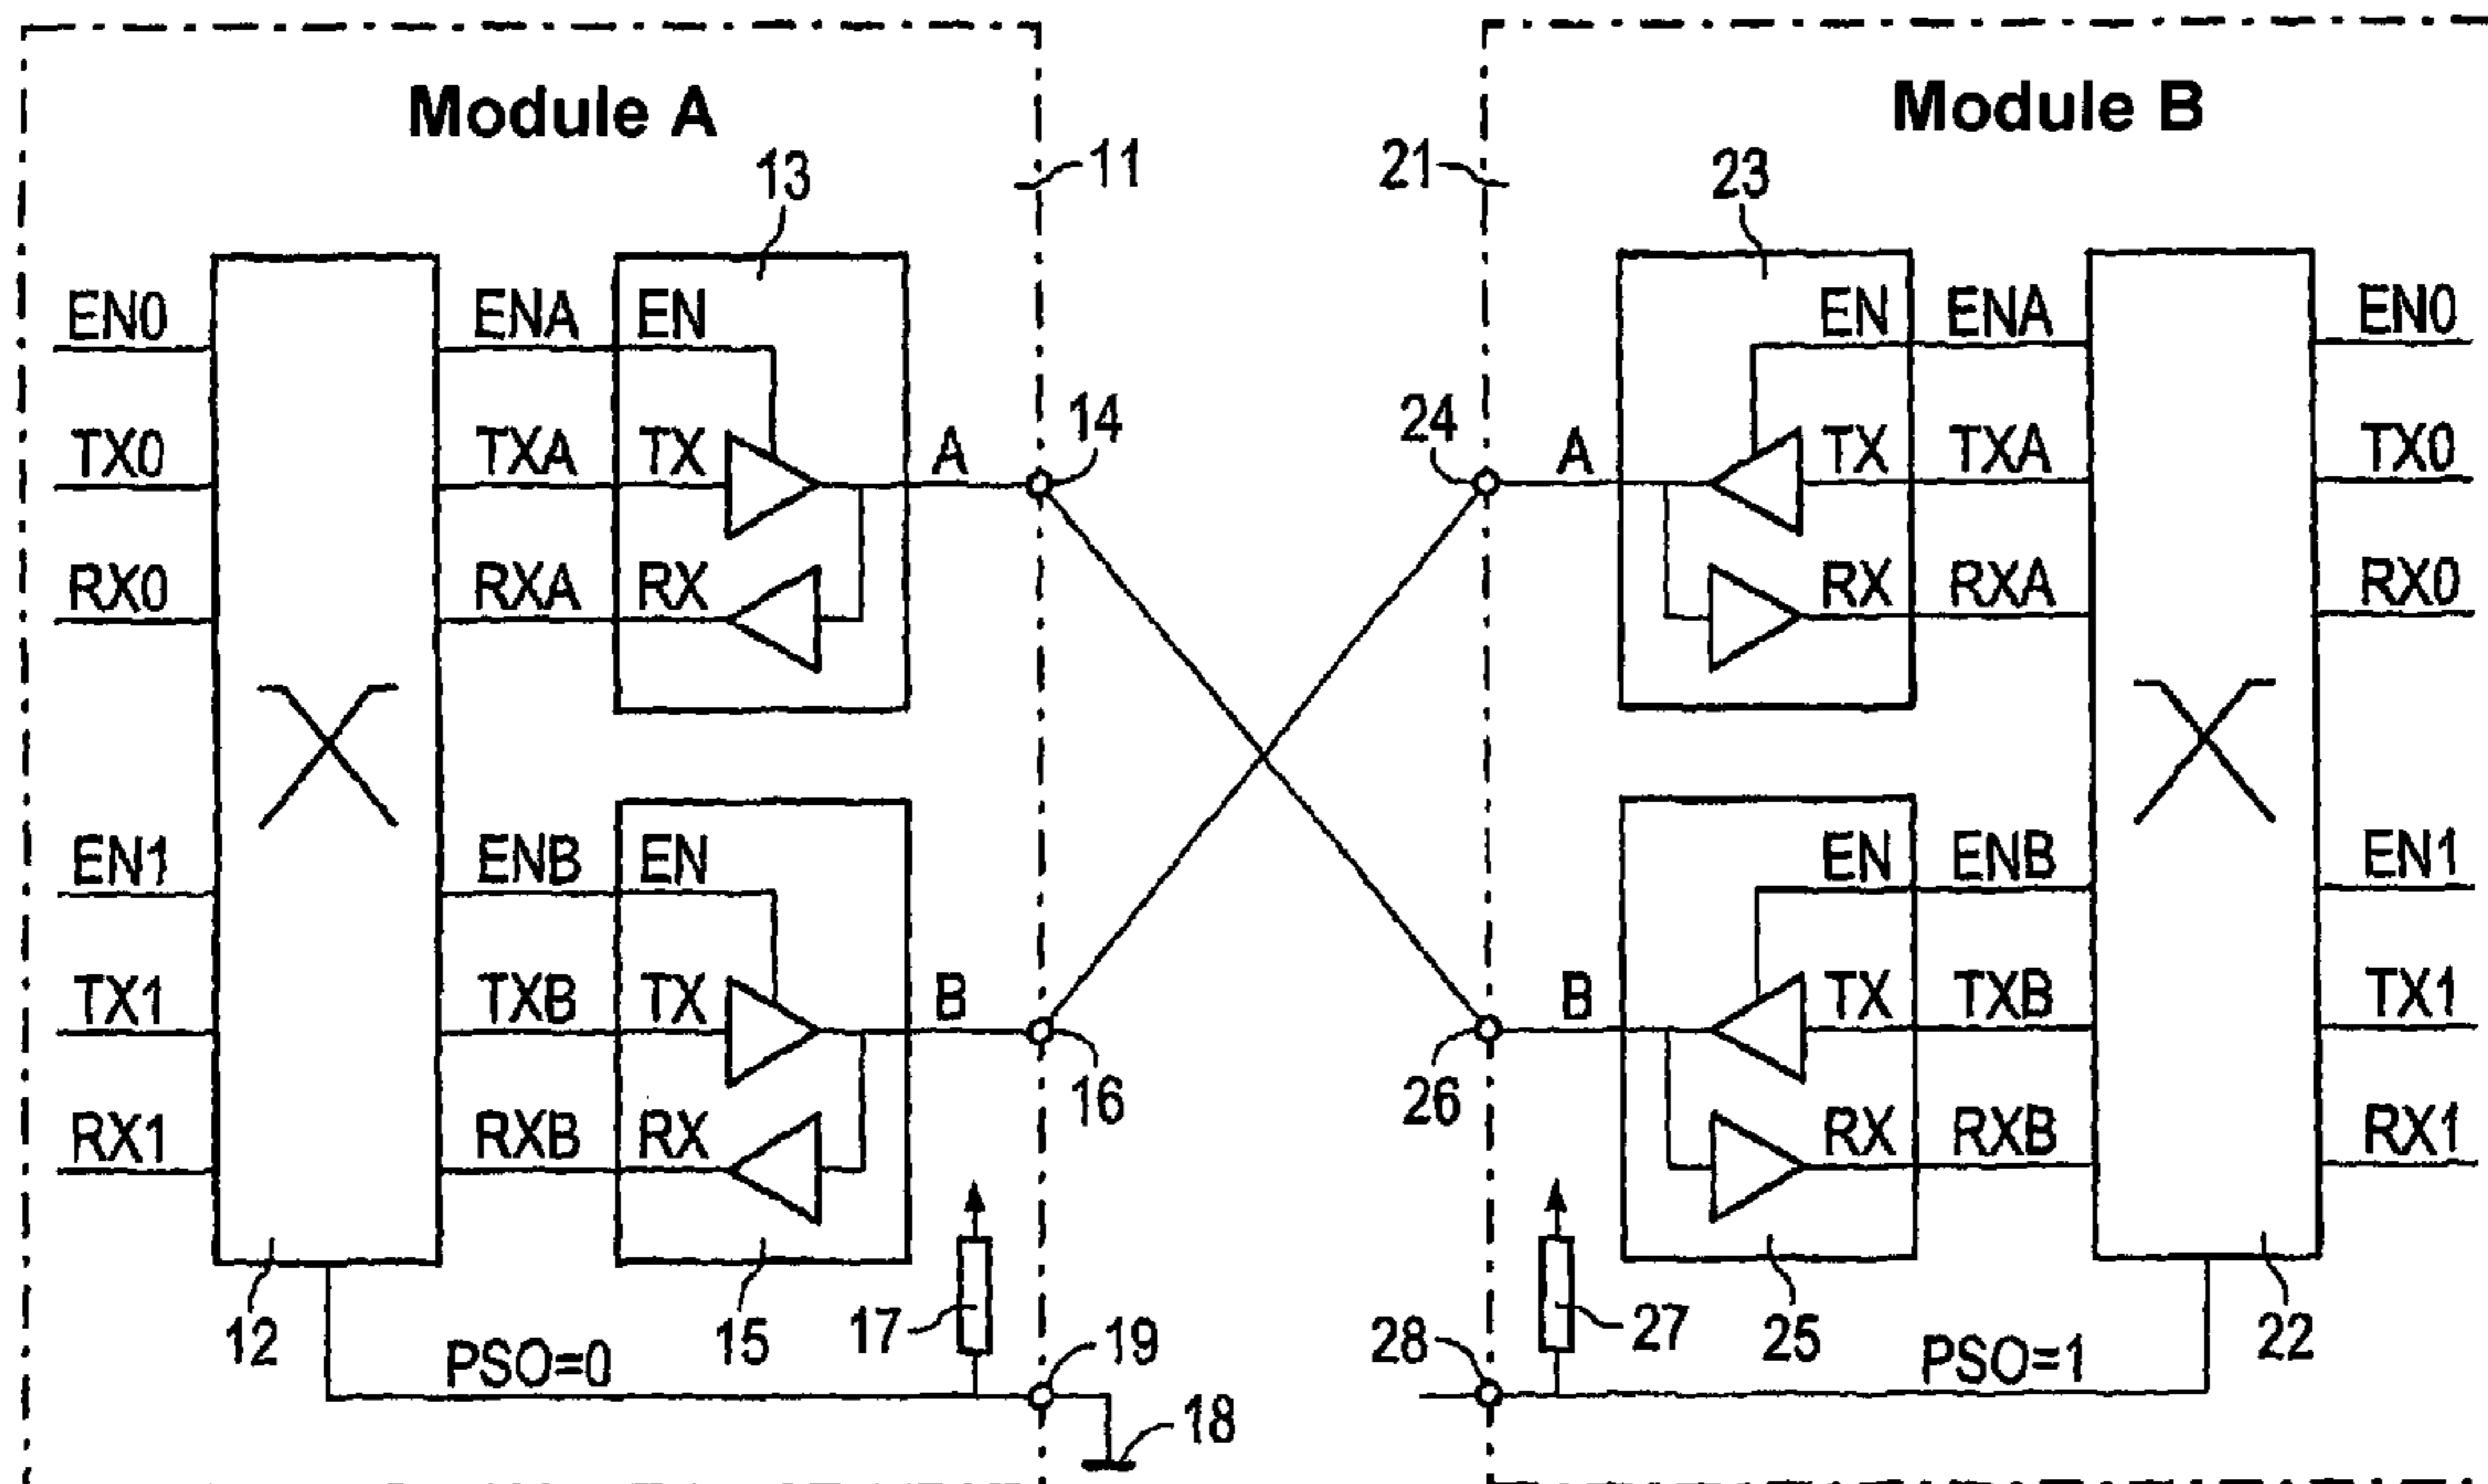 Module A
Module B
13
11
21
23
EN0
ENA
EN
EN
ENA
EN0
TX0
TXA
TX
A
14
24
A
TX
TXA
TX0
RX0
RXA
RX
RX
RXA
RX0
EN1
ENB
EN
EN
ENB
EN1
TX1
TXB
TX
B
16
26
B
TX
TXB
TX1
RX1
RXB
RX
RX
RXB
RX1
12
PSO=0
15
17
19
18
28
27
25
PSO=1
22